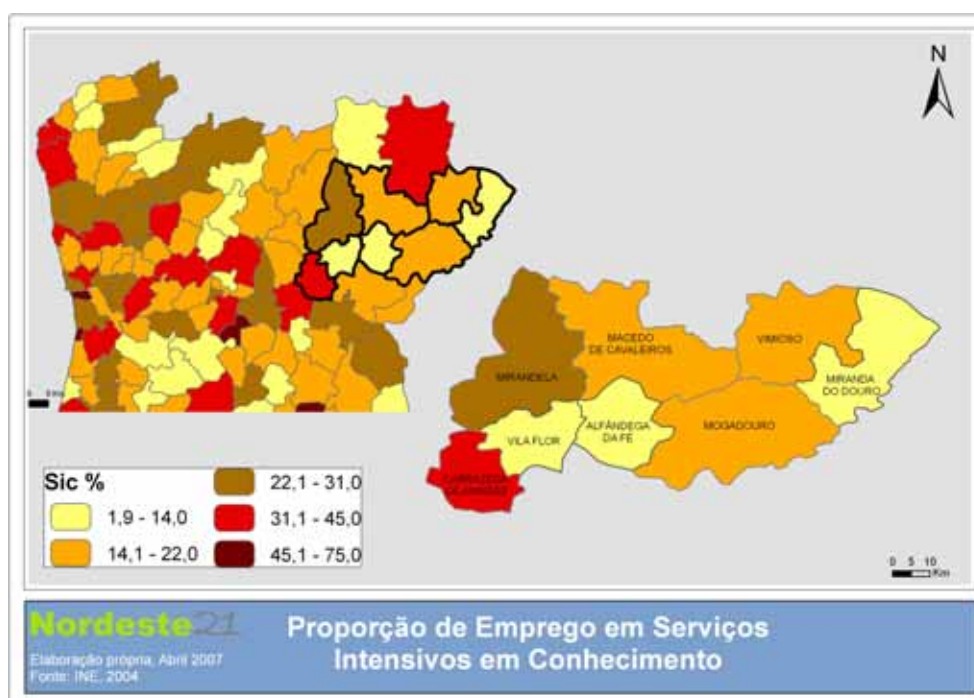 N
MACEDO
DE CAVALEIROS
VIMIOSO
MIRANDELA
MIRANDA
DO DOURO
VILA FLOR
ALFÂNDEGA
DA FÉ
MOGADOURO
Sic %
1,9 - 14,0
14,1 - 22,0
22,1 - 31,0
31,1 - 45,0
45,1 - 75,0
0 5 10
Km
Nordeste21
Elaboração própria, Abril 2007
Fonte: INE, 2004
Proporção de Emprego em Serviços
Intensivos em Conhecimento